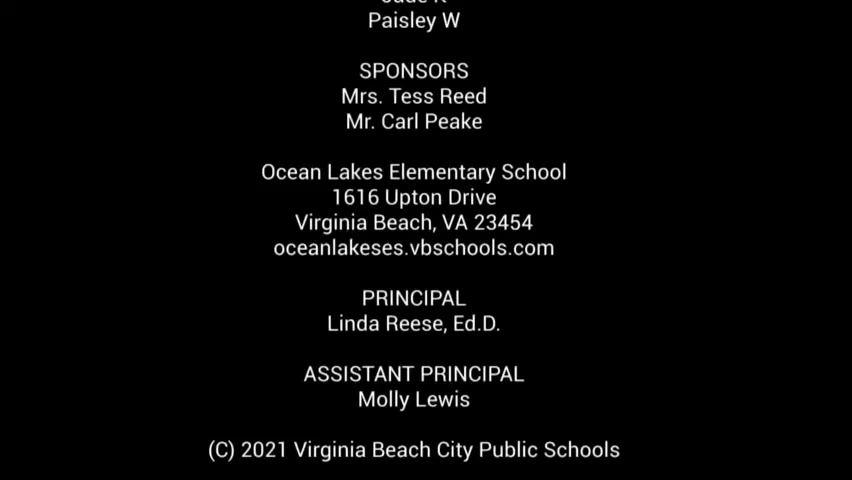 Paisley W
SPONSORS
Mrs. Tess Reed
Mr. Carl Peake
Ocean Lakes Elementary School
1616 Upton Drive
Virginia Beach, VA 23454
oceanlakeses.vbschools.com
PRINCIPAL
Linda Reese, Ed.D.
ASSISTANT PRINCIPAL
Molly Lewis
(C) 2021 Virginia Beach City Public Schools